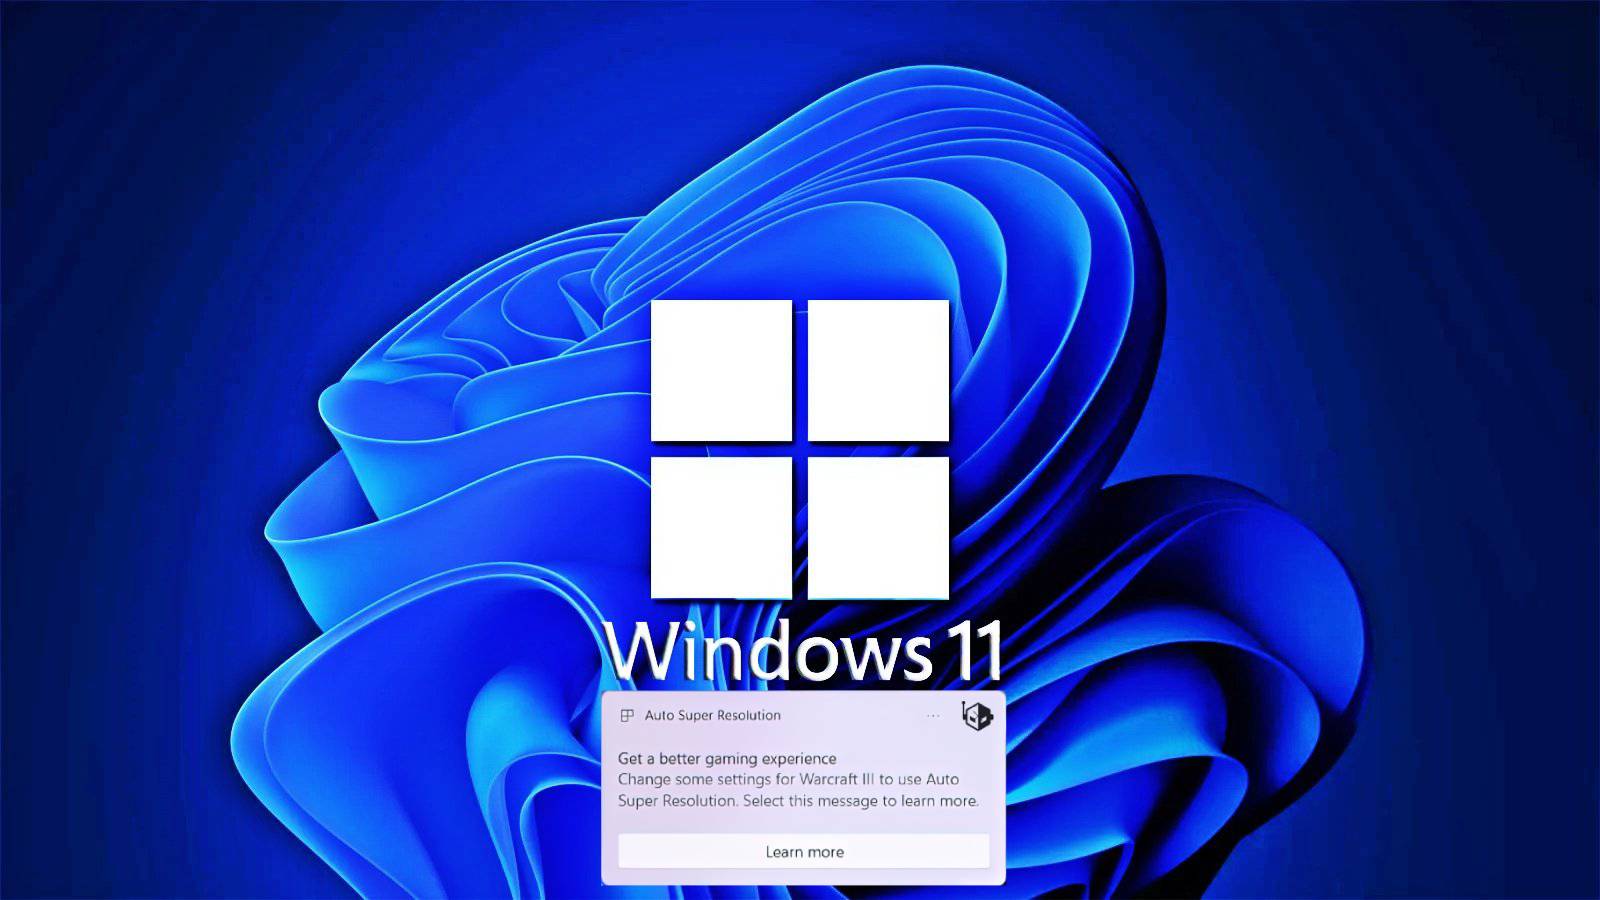 Windows 11
Auto Super Resolution
Get a better gaming experience
Change some settings for Warcraft III to use Auto
Super Resolution. Select this message to learn more.
Learn more